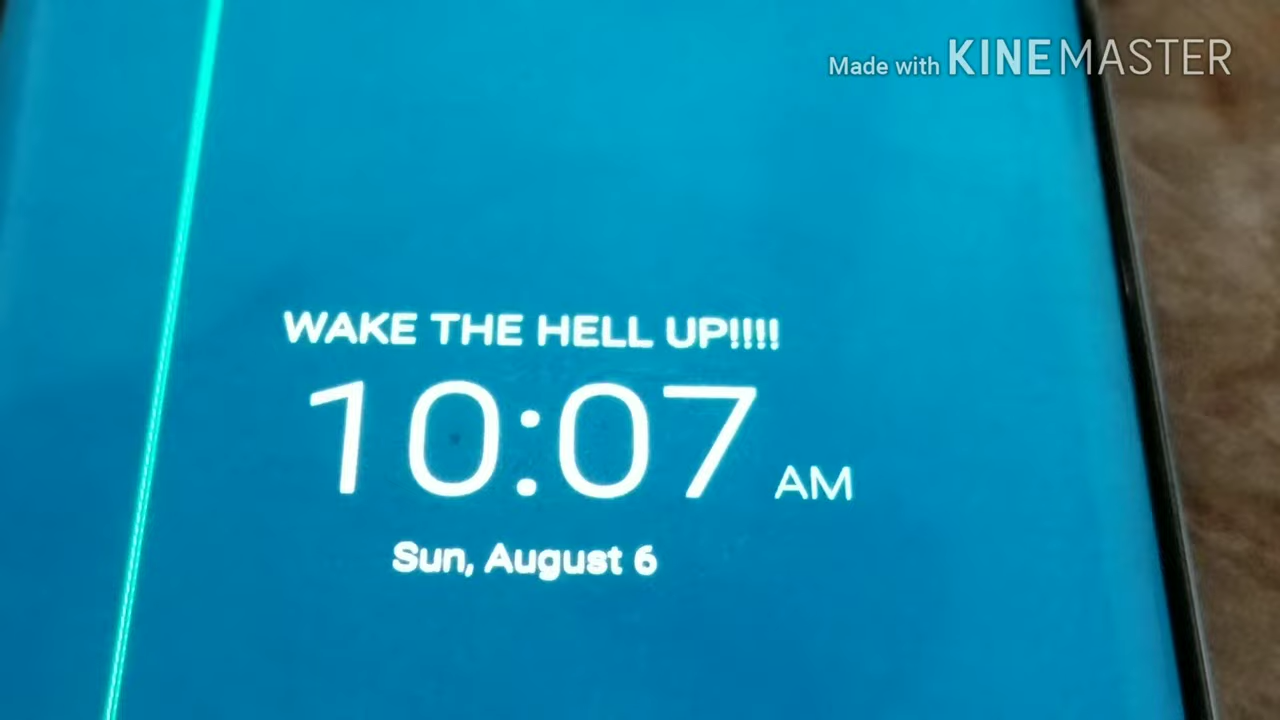 Made with KINEMASTER
WAKE THE HELL UP!!!!
10:07 AM
Sun, August 6